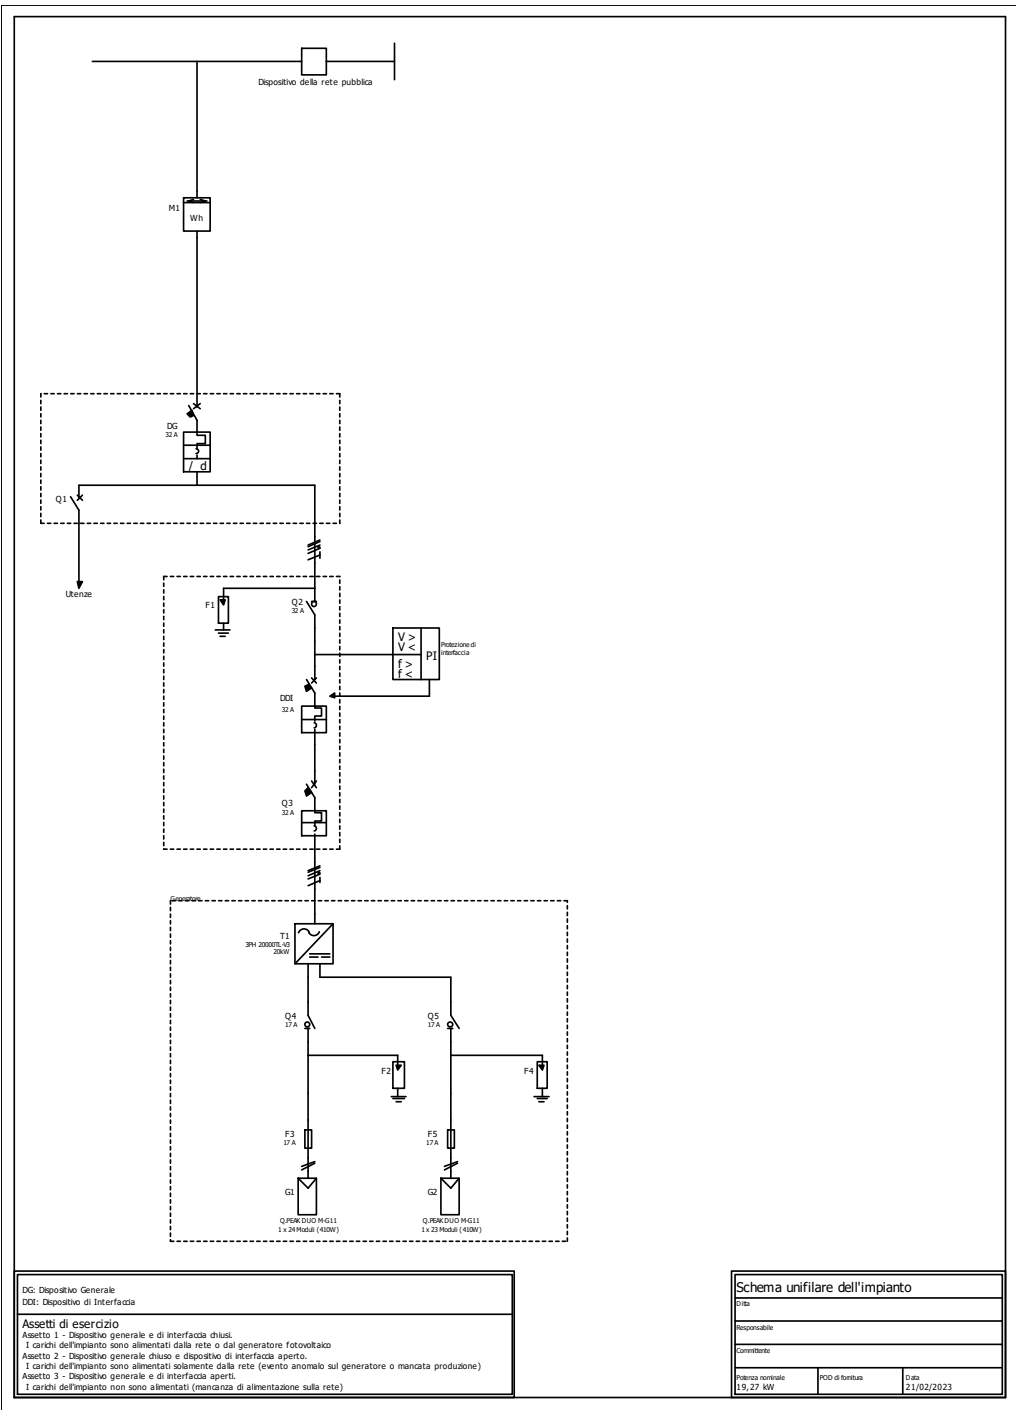 Dispositivo della rete pubblica
M1
Wh
DG
32 A
/ d
Q1
Utenze
F1
Q2
32 A
V >
V <
f >
f <
PI
Protezione di
interfaccia
DDI
32 A
Q3
32 A
Generatore
T1
3PH 20000TL-V3
20kW
Q4
17 A
Q5
17 A
F2
F4
F3
17 A
F5
17 A
G1
G2
Q.PEAK DUO M-G11
1 x 24 Moduli (410W)
Q.PEAK DUO M-G11
1 x 23 Moduli (410W)
DG: Dispositivo Generale
DDI: Dispositivo di Interfaccia
Assetti di esercizio
Assetto 1 - Dispositivo generale e di interfaccia chiusi.
I carichi dell'impianto sono alimentati dalla rete o dal generatore fotovoltaico
Assetto 2 - Dispositivo generale chiuso e dispositivo di interfaccia aperto.
I carichi dell'impianto sono alimentati solamente dalla rete (evento anomalo sul generatore o mancata produzione)
Assetto 3 - Dispositivo generale e di interfaccia aperti.
I carichi dell'impianto non sono alimentati (mancanza di alimentazione sulla rete)
Schema unifilare dell'impianto
Ditta
Responsabile
Committente
Potenza nominale
19,27 kW
POD di fornitura
Data
21/02/2023